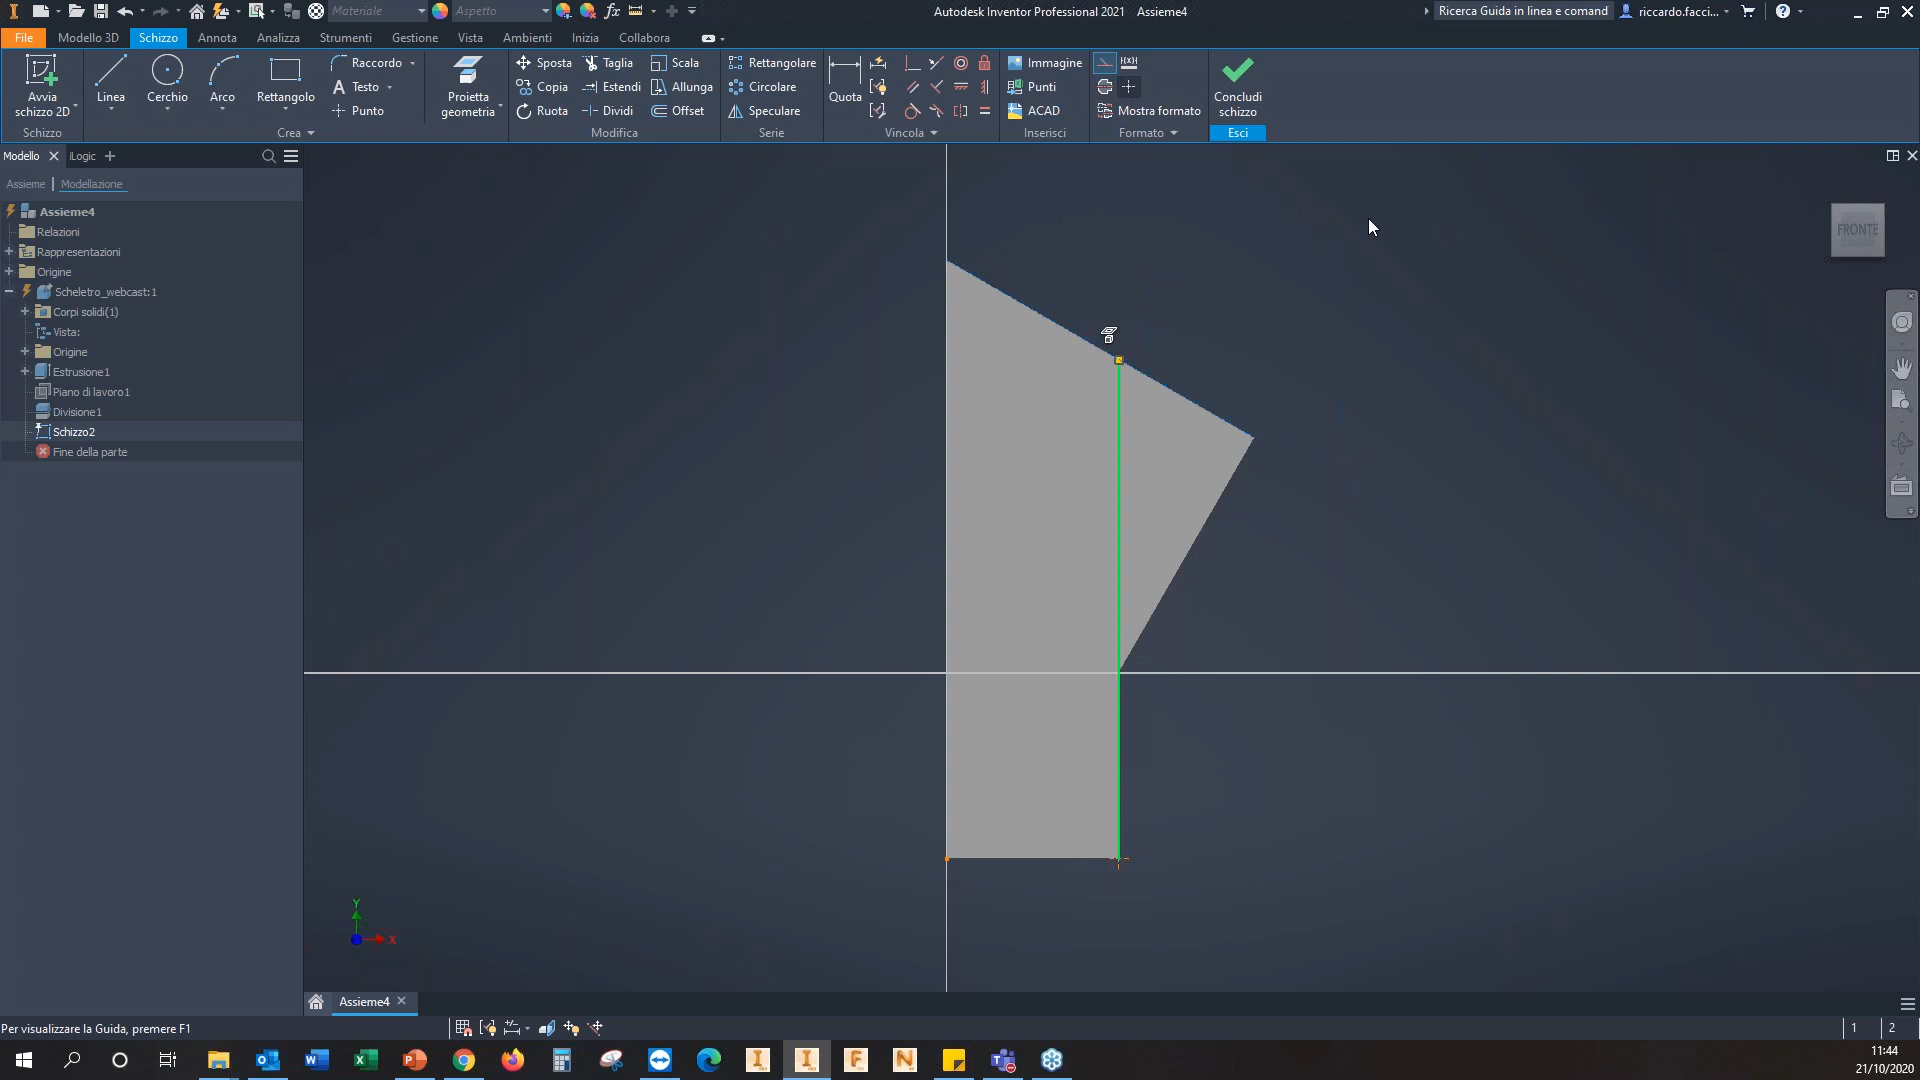 Materiale
Aspetto
fx
Autodesk Inventor Professional 2021 Assieme4
Ricerca Guida in linea e comand
riccardo.facci...
File
Modello 3D
Schizzo
Annota
Analizza
Strumenti
Gestione
Vista
Ambienti
Inizia
Collabora
Avvia
schizzo 2D
Linea
Cerchio
Arco
Rettangolo
Raccordo
Testo
Punto
Proietta
geometria
Sposta
Copia
Ruota
Taglia
Estendi
Dividi
Scala
Allunga
Offset
Rettangolare
Circolare
Speculare
Quota
Immagine
Punti
ACAD
Mostra formato
Concludi
schizzo
Schizzo
Crea
Modifica
Serie
Vincola
Inserisci
Formato
Esci
Modello
iLogic
Assieme
Modellazione
Assieme4
Relazioni
Rappresentazioni
Origine
Scheletro_webcast:1
Corpi solidi(1)
Vista:
Origine
Estrusione1
Piano di lavoro1
Divisione1
Schizzo2
Fine della parte
FRONTE
Y
X
Assieme4
Per visualizzare la Guida, premere F1
1
2
11:44
21/10/2020